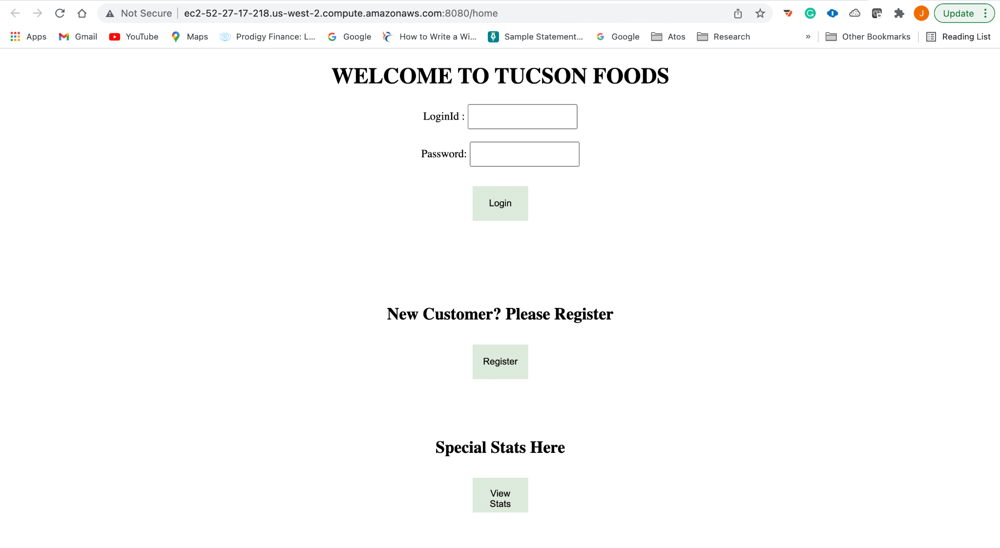 Not Secure ec2-52-27-17-218.us-west-2.compute.amazonaws.com:8080/home J Update
Apps Gmail YouTube Maps Prodigy Finance: L... Google How to Write a Wi... Sample Statement... Google Atos Research » Other Bookmarks Reading List
WELCOME TO TUCSON FOODS
LoginId :
Password:
Login
New Customer? Please Register
Register
Special Stats Here
View
Stats